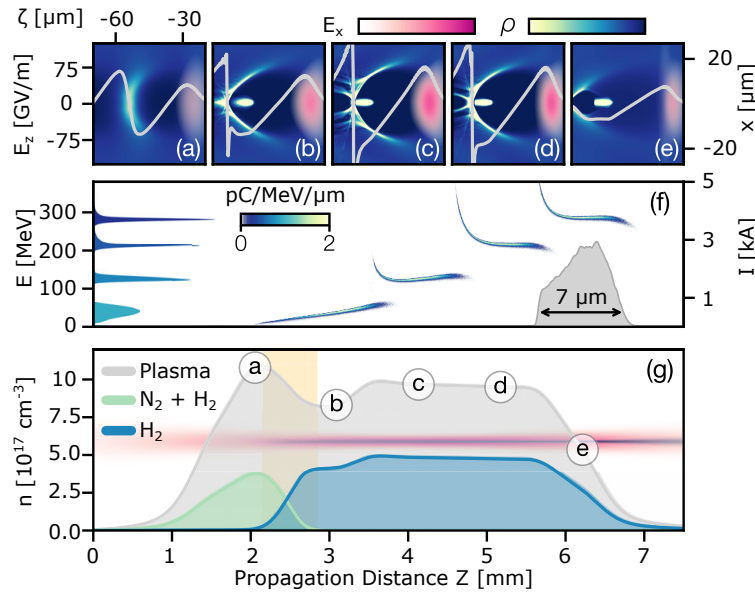 ζ [μm]
-60 -30
E_x ρ
E_z [GV/m]
75
0
-75
(a) (b) (c) (d) (e)
20
0
-20
x [μm]
E [MeV]
300
200
100
0
pC/MeV/μm
0 2
(f)
7 μm
5
3
1
I [kA]
n [10¹⁷ cm⁻³]
10
7.5
5.0
2.5
0.0
Plasma
N₂ + H₂
H₂
a b c d e
(g)
0 1 2 3 4 5 6 7
Propagation Distance Z [mm]